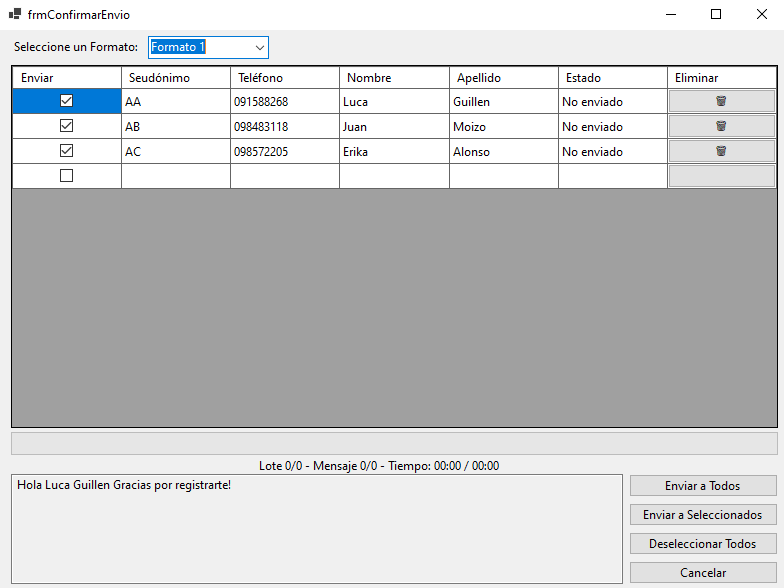 frmConfirmarEnvio
Seleccione un Formato: Formato 1
Enviar Seudónimo Teléfono Nombre Apellido Estado Eliminar
AA 091588268 Luca Guillen No enviado
AB 098483118 Juan Moizo No enviado
AC 098572205 Erika Alonso No enviado
Lote 0/0 - Mensaje 0/0 - Tiempo: 00:00 / 00:00
Hola Luca Guillen Gracias por registrarte!
Enviar a Todos
Enviar a Seleccionados
Deseleccionar Todos
Cancelar